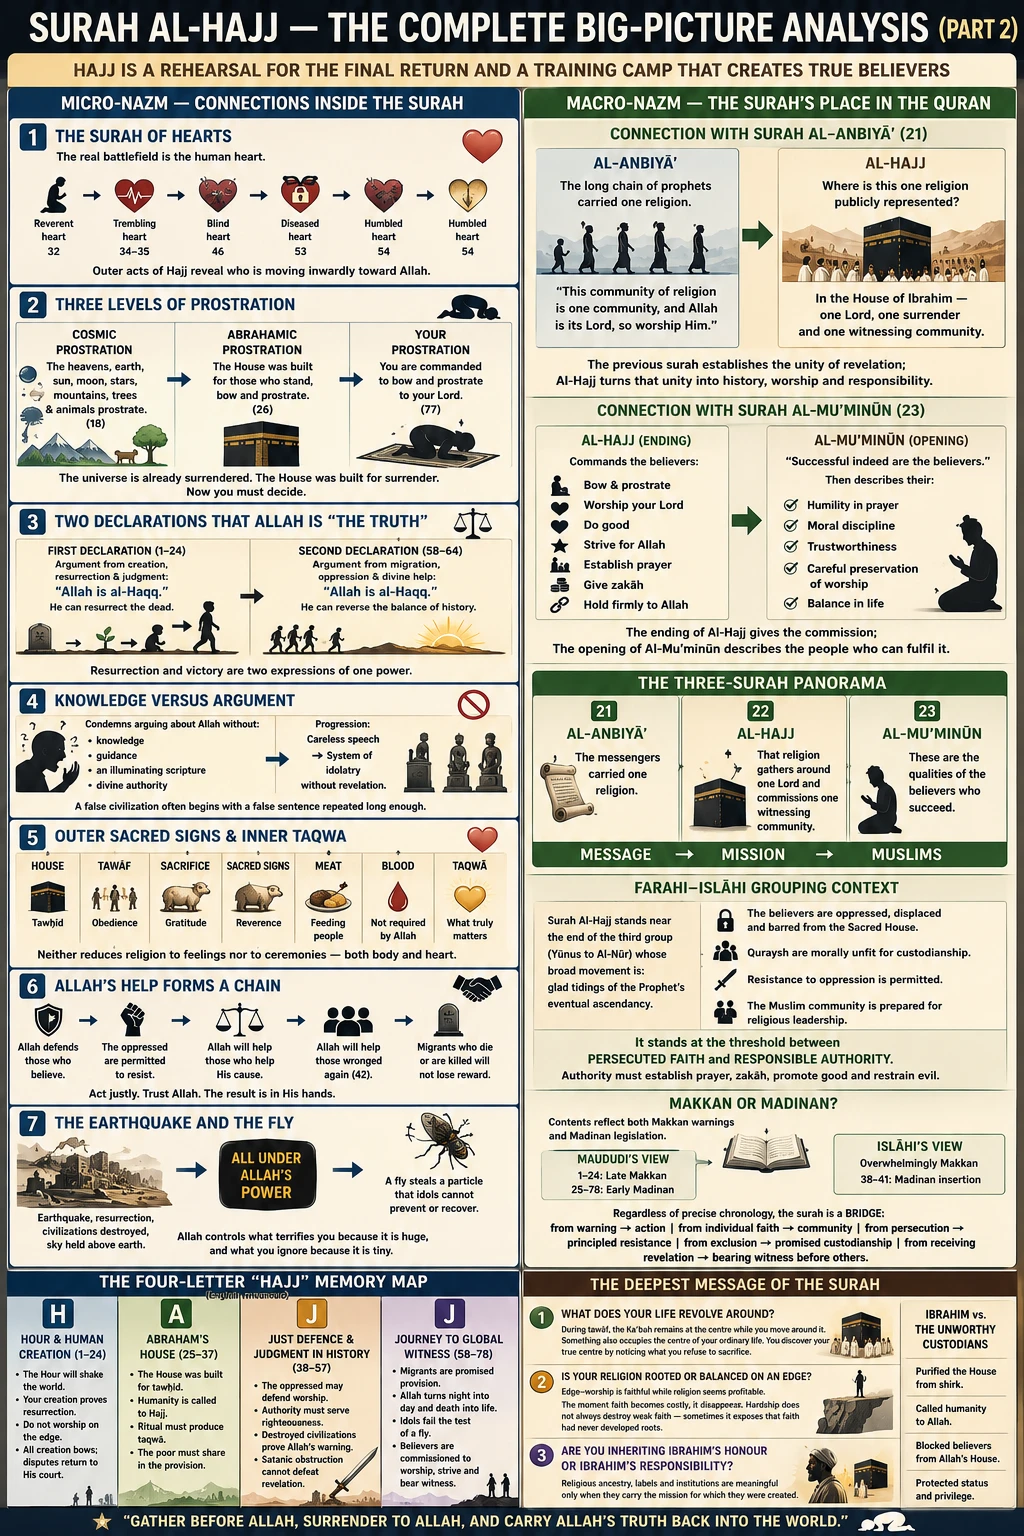 SURAH AL-HAJJ — THE COMPLETE BIG-PICTURE ANALYSIS (PART 2)
HAJJ IS A REHEARSAL FOR THE FINAL RETURN AND A TRAINING CAMP THAT CREATES TRUE BELIEVERS
MICRO-NAZM — CONNECTIONS INSIDE THE SURAH
1 THE SURAH OF HEARTS
The real battlefield is the human heart.
Reverent
heart
32
Trembling
heart
34–35
Blind
heart
46
Diseased
heart
53
Humbled
heart
54
Humbled
heart
54
Outer acts of Hajj reveal who is moving inwardly toward Allah.
2 THREE LEVELS OF PROSTRATION
COSMIC
PROSTRATION
The heavens, earth,
sun, moon, stars,
mountains, trees
& animals prostrate.
(18)
ABRAHAMIC
PROSTRATION
The House was built
for those who stand,
bow and prostrate.
(26)
YOUR
PROSTRATION
You are commanded
to bow and prostrate
to your Lord.
(77)
The universe is already surrendered. The House was built for surrender.
Now you must decide.
3 TWO DECLARATIONS THAT ALLAH IS “THE TRUTH”
FIRST DECLARATION (1–24)
Argument from creation,
resurrection & judgment:
“Allah is al-Haqq.”
He can resurrect the dead.
SECOND DECLARATION (58–64)
Argument from migration,
oppression & divine help:
“Allah is al-Haqq.”
He can reverse the balance of history.
Resurrection and victory are two expressions of one power.
4 KNOWLEDGE VERSUS ARGUMENT
Condemns arguing about Allah without:
• knowledge
• guidance
• an illuminating scripture
• divine authority
Progression:
Careless speech
→ System of
idolatry
without revelation.
A false civilization often begins with a false sentence repeated long enough.
5 OUTER SACRED SIGNS & INNER TAQWA
HOUSE
Tawḥid
TAWĀF
Obedience
SACRIFICE
Gratitude
SACRED SIGNS
Reverence
MEAT
Feeding
people
BLOOD
Not required
by Allah
TAQWĀ
What truly
matters
Neither reduces religion to feelings nor to ceremonies — both body and heart.
6 ALLAH’S HELP FORMS A CHAIN
Allah defends
those who
believe.
The oppressed
are permitted
to resist.
Allah will help
those who help
His cause.
Allah will help
those wronged
again (42).
Migrants who die
or are killed will
not lose reward.
Act justly. Trust Allah. The result is in His hands.
7 THE EARTHQUAKE AND THE FLY
ALL UNDER
ALLAH’S
POWER
A fly steals a particle
that idols cannot
prevent or recover.
Earthquake, resurrection,
civilizations destroyed,
sky held above earth.
Allah controls what terrifies you because it is huge,
and what you ignore because it is tiny.
MACRO-NAZM — THE SURAH’S PLACE IN THE QURAN
CONNECTION WITH SURAH AL–ANBIYĀ’ (21)
AL-ANBIYĀ’
The long chain of prophets
carried one religion.
“This community of religion
is one community, and Allah
is its Lord, so worship Him.”
AL-HAJJ
Where is this one religion
publicly represented?
In the House of Ibrahim —
one Lord, one surrender
and one witnessing community.
The previous surah establishes the unity of revelation;
Al-Hajj turns that unity into history, worship and responsibility.
CONNECTION WITH SURAH AL-MU’MINŪN (23)
AL-HAJJ (ENDING)
Commands the believers:
Bow & prostrate
Worship your Lord
Do good
Strive for Allah
Establish prayer
Give zakāh
Hold firmly to Allah
AL-MU’MINŪN (OPENING)
“Successful indeed are the believers.”
Then describes their:
Humility in prayer
Moral discipline
Trustworthiness
Careful preservation
of worship
Balance in life
The ending of Al-Hajj gives the commission;
The opening of Al-Mu’minūn describes the people who can fulfil it.
THE THREE-SURAH PANORAMA
21
AL-ANBIYĀ’
The messengers
carried one
religion.
22
AL-HAJJ
That religion
gathers around
one Lord and
commissions one
witnessing
community.
23
AL-MU’MINŪN
These are the
qualities of the
believers who
succeed.
MESSAGE → MISSION → MUSLIMS
FARAHI–ISLĀHI GROUPING CONTEXT
Surah Al-Hajj stands near
the end of the third group
(Yūnus to Al-Nūr) whose
broad movement is:
glad tidings of the Prophet’s
eventual ascendancy.
The believers are oppressed, displaced
and barred from the Sacred House.
Quraysh are morally unfit for custodianship.
Resistance to oppression is permitted.
The Muslim community is prepared for
religious leadership.
It stands at the threshold between
PERSECUTED FAITH and RESPONSIBLE AUTHORITY.
Authority must establish prayer, zakāh, promote good and restrain evil.
MAKKAN OR MADINAN?
Contents reflect both Makkan warnings
and Madinan legislation.
MAUDUDI’S VIEW
1–24: Late Makkan
25–78: Early Madinan
ISLĀHI’S VIEW
Overwhelmingly Makkan
38–41: Madinan insertion
Regardless of precise chronology, the surah is a BRIDGE:
from warning → action | from individual faith → community | from persecution →
principled resistance | from exclusion → promised custodianship | from receiving
revelation → bearing witness before others.
THE FOUR-LETTER “HAJJ” MEMORY MAP
H
HOUR & HUMAN
CREATION (1–24)
• The Hour will shake
the world.
• Your creation proves
resurrection.
• Do not worship on
the edge.
• All creation bows;
disputes return to
His court.
A
ABRAHAM’S
HOUSE (25–37)
• The House was built
for tawḥid.
• Humanity is called
to Hajj.
• Ritual must produce
taqwā.
• The poor must share
in the provision.
J
JUST DEFENCE &
JUDGMENT IN HISTORY
(38–57)
• The oppressed may
defend worship.
• Authority must serve
righteousness.
• Destroyed civilizations
prove Allah’s warning.
• Satanic obstruction
cannot defeat
revelation.
J
JOURNEY TO GLOBAL
WITNESS (58–78)
• Migrants are promised
provision.
• Allah turns night into
day and death into life.
• Idols fail the test
of a fly.
• Believers are
commissioned to
worship, strive and
bear witness.
THE DEEPEST MESSAGE OF THE SURAH
1 WHAT DOES YOUR LIFE REVOLVE AROUND?
During tawāf, the Ka‘bah remains at the centre while you move around it.
Something also occupies the centre of your ordinary life. You discover your
true centre by noticing what you refuse to sacrifice.
2 IS YOUR RELIGION ROOTED OR BALANCED ON AN EDGE?
Edge–worship is faithful while religion seems profitable.
The moment faith becomes costly, it disappear. Hardship does
not always destroy weak faith — sometimes it exposes that faith
had never developed roots.
3 ARE YOU INHERITING IBRAHIM’S HONOUR
OR IBRAHIM’S RESPONSIBILITY?
Religious ancestry, labels and institutions are meaningful
only when they carry the mission for which they were created.
IBRAHIM vs.
THE UNWORTHY
CUSTODIANS
Purified the House
from shirk.
Called humanity
to Allah.
Blocked believers
from Allah’s House.
Protected status
and privilege.
“GATHER BEFORE ALLAH, SURRENDER TO ALLAH, AND CARRY ALLAH’S TRUTH BACK INTO THE WORLD.”